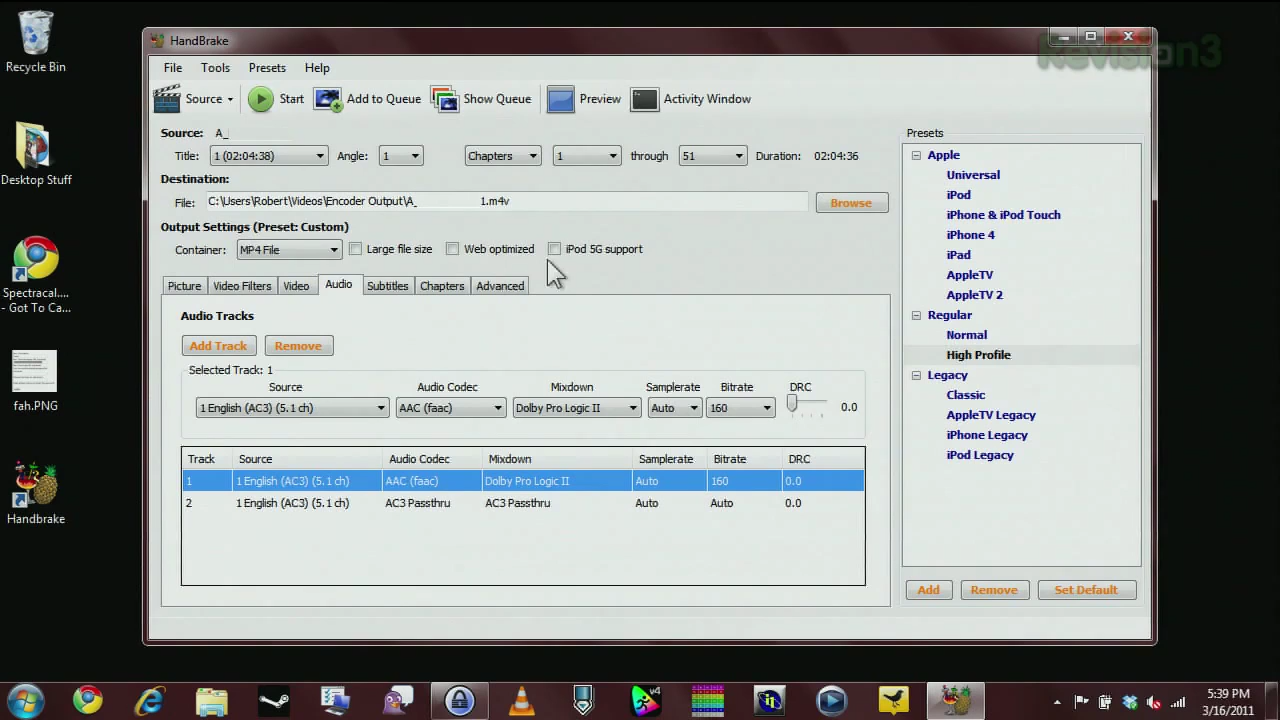 Recycle Bin
Desktop Stuff
Spectracal....
- Got To Ca...
fah.PNG
Handbrake
HandBrake
Revision3
File Tools Presets Help
Source Start Add to Queue Show Queue Preview Activity Window
Source: A_
Title: 1 (02:04:38) Angle: 1 Chapters 1 through 51 Duration: 02:04:36
Destination:
File: C:\Users\Robert\Videos\Encoder Output\A_ 1.m4v Browse
Output Settings (Preset: Custom)
Container: MP4 File Large file size Web optimized iPod 5G support
Picture Video Filters Video Audio Subtitles Chapters Advanced
Audio Tracks
Add Track Remove
Selected Track: 1
Source Audio Codec Mixdown Samplerate Bitrate DRC
1 English (AC3) (5.1 ch) AAC (faac) Dolby Pro Logic II Auto 160 0.0
Track Source Audio Codec Mixdown Samplerate Bitrate DRC
1 1 English (AC3) (5.1 ch) AAC (faac) Dolby Pro Logic II Auto 160 0.0
2 1 English (AC3) (5.1 ch) AC3 Passthru AC3 Passthru Auto Auto 0.0
Presets
Apple
Universal
iPod
iPhone & iPod Touch
iPhone 4
iPad
AppleTV
AppleTV 2
Regular
Normal
High Profile
Legacy
Classic
AppleTV Legacy
iPhone Legacy
iPod Legacy
Add Remove Set Default
v4
5:39 PM
3/16/2011